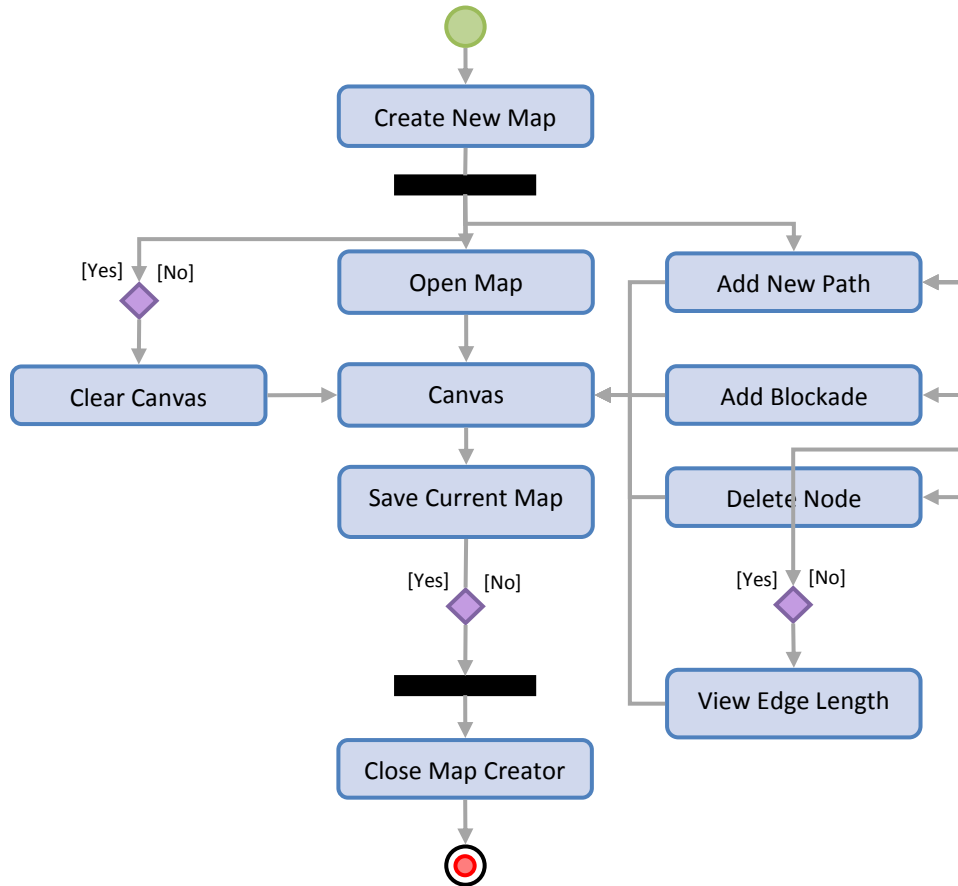 Create New Map
[Yes] [No]
Open Map
Add New Path
Clear Canvas
Canvas
Add Blockade
Save Current Map
Delete Node
[Yes] [No]
[Yes] [No]
View Edge Length
Close Map Creator